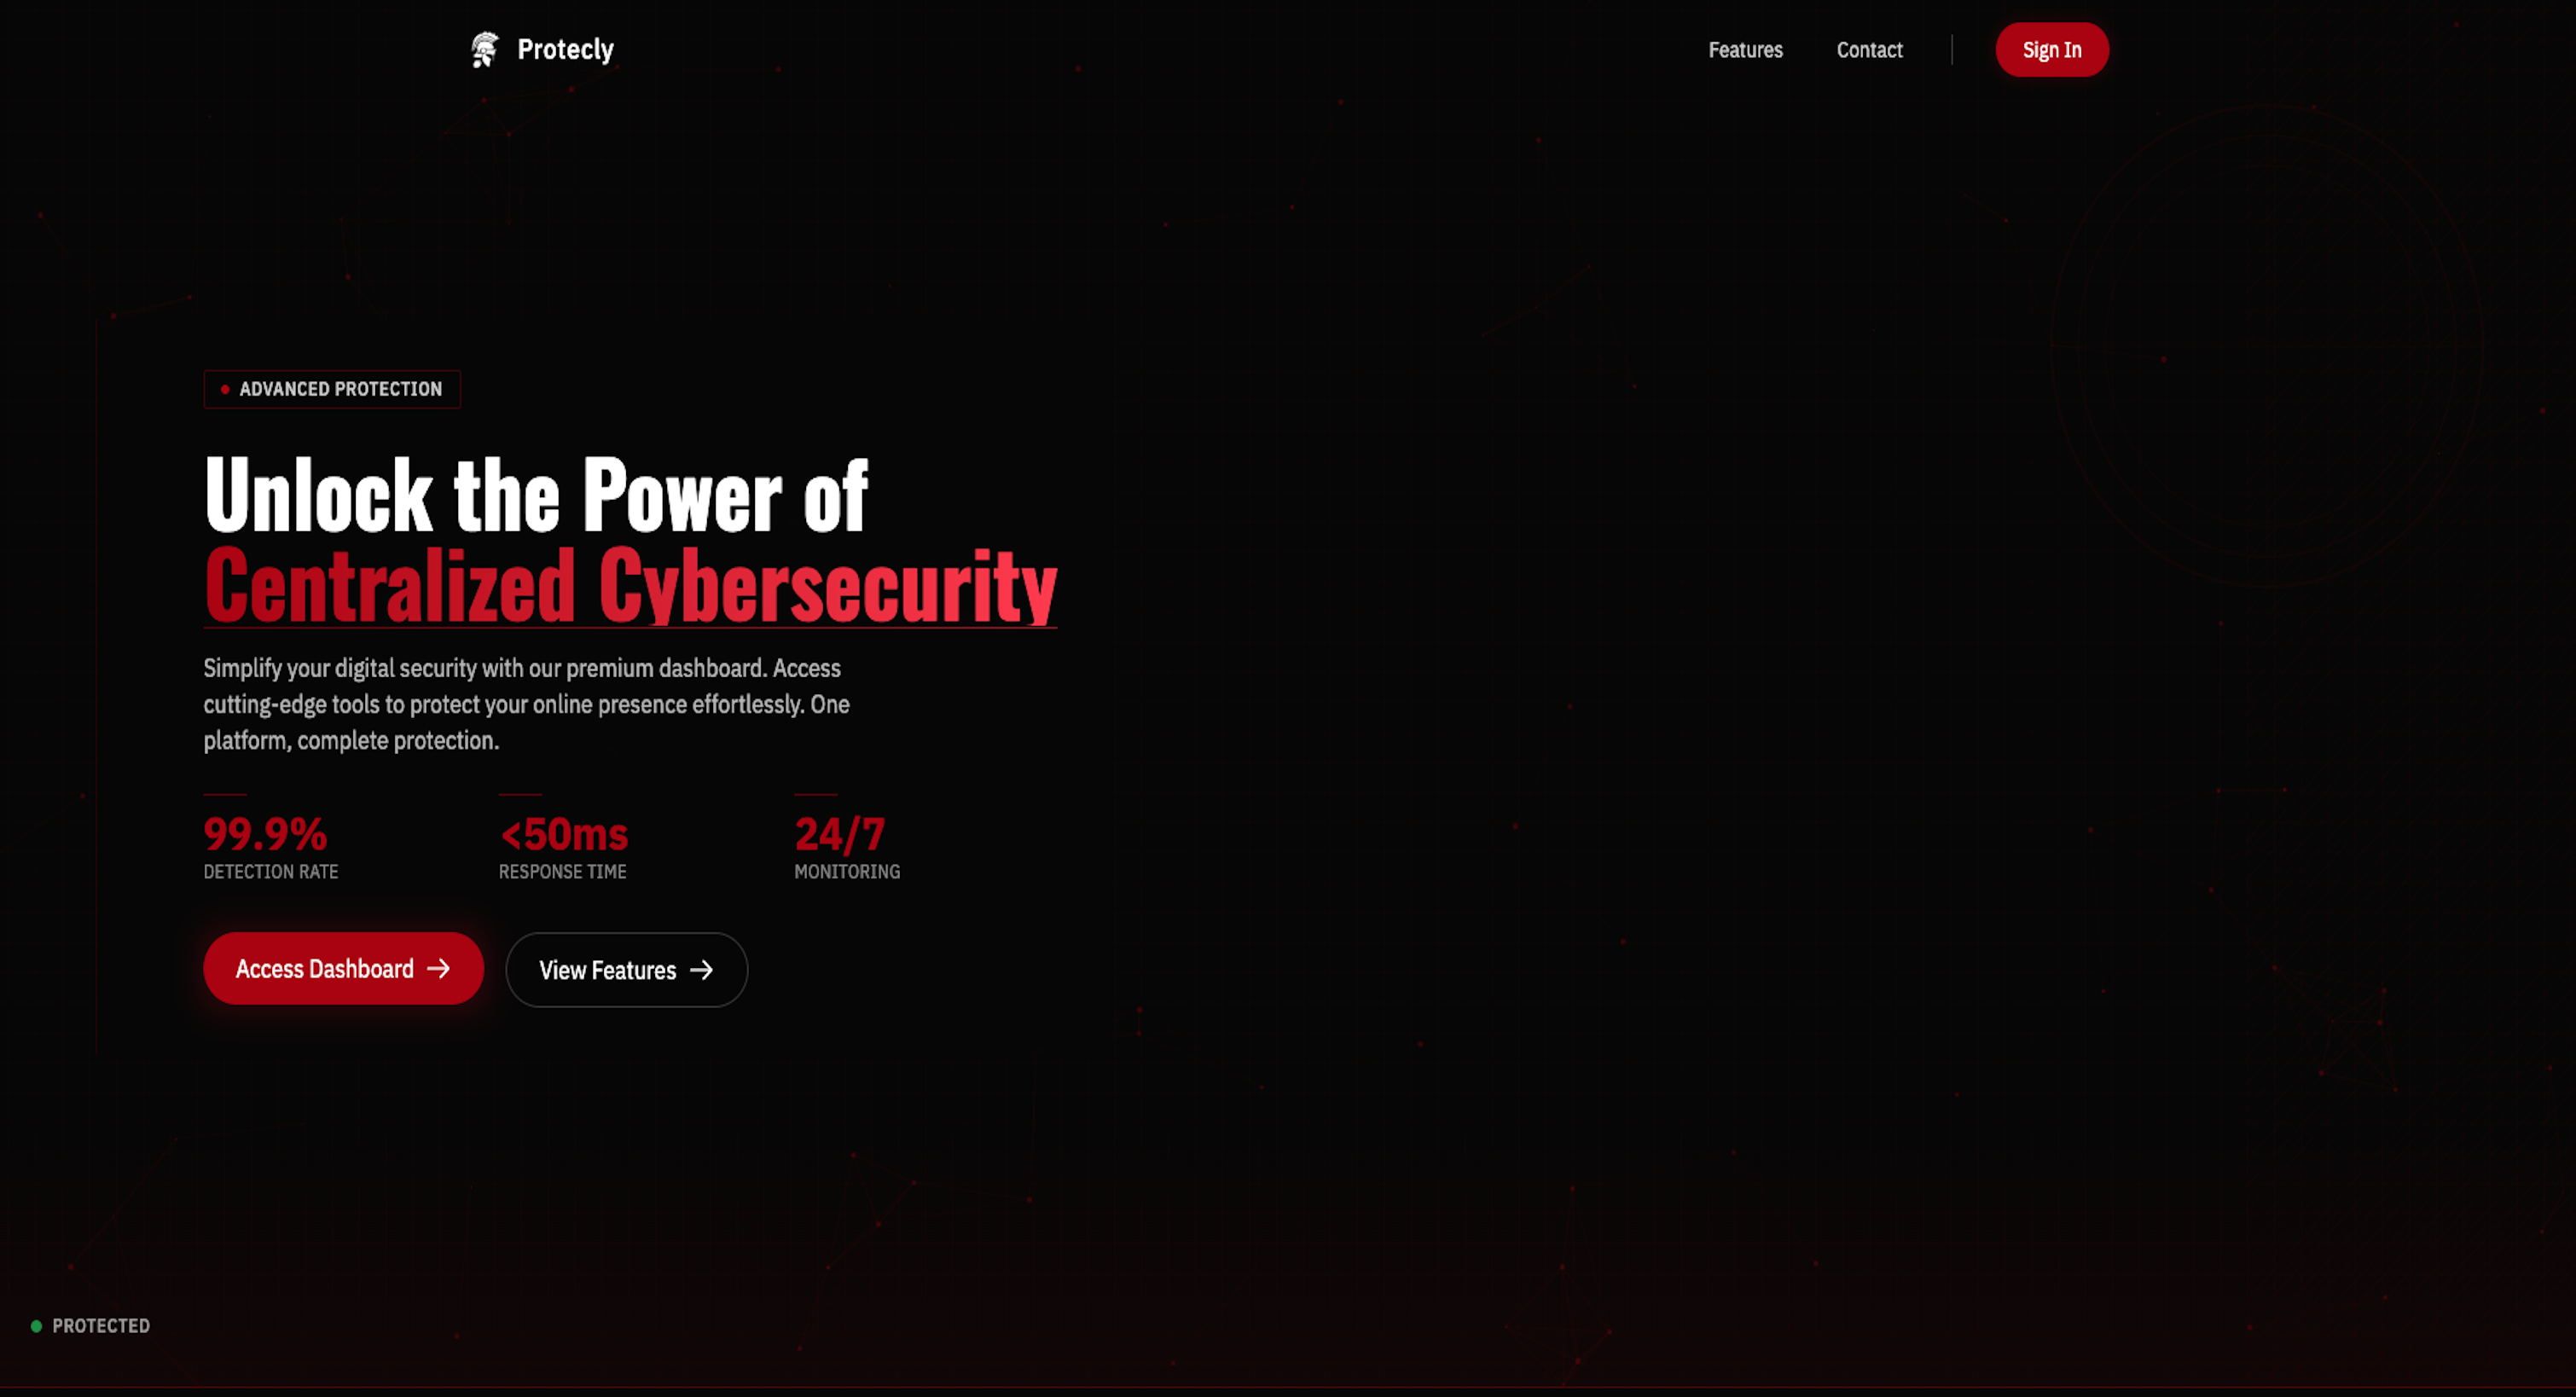 Protecly
Features
Contact
Sign In
ADVANCED PROTECTION
Unlock the Power of
Centralized Cybersecurity
Simplify your digital security with our premium dashboard. Access
cutting-edge tools to protect your online presence effortlessly. One
platform, complete protection.
99.9%
DETECTION RATE
<50ms
RESPONSE TIME
24/7
MONITORING
Access Dashboard →
View Features →
PROTECTED